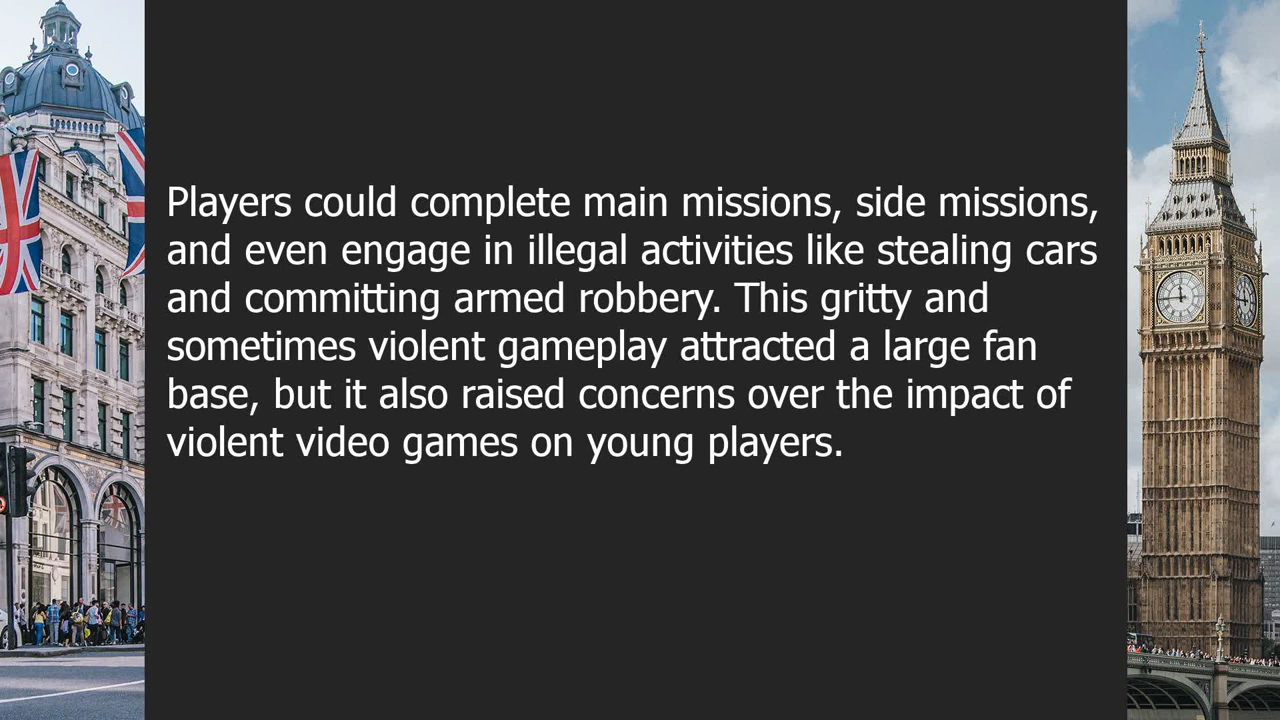 Players could complete main missions, side missions,
and even engage in illegal activities like stealing cars
and committing armed robbery. This gritty and
sometimes violent gameplay attracted a large fan
base, but it also raised concerns over the impact of
violent video games on young players.